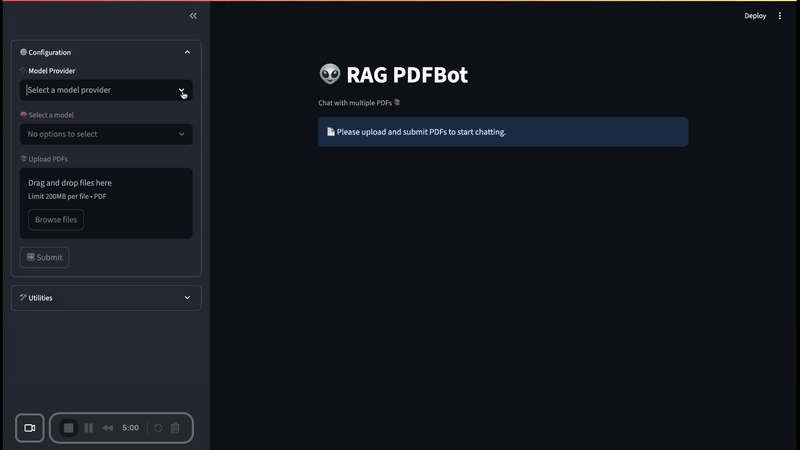 Deploy
Configuration
Model Provider
Select a model provider
Select a model
No options to select
Upload PDFs
Drag and drop files here
Limit 200MB per file • PDF
Browse files
Submit
Utilities
5:00
RAG PDFBot
Chat with multiple PDFs
Please upload and submit PDFs to start chatting.